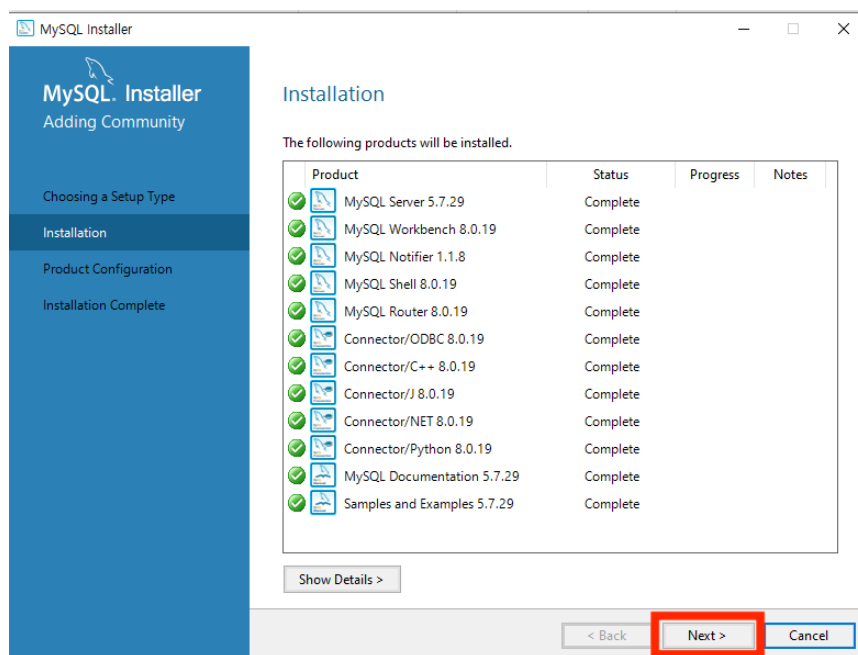 MySQL Installer
MySQL. Installer
Adding Community
Choosing a Setup Type
Installation
Product Configuration
Installation Complete
Installation
The following products will be installed.
Product Status Progress Notes
MySQL Server 5.7.29 Complete
MySQL Workbench 8.0.19 Complete
MySQL Notifier 1.1.8 Complete
MySQL Shell 8.0.19 Complete
MySQL Router 8.0.19 Complete
Connector/ODBC 8.0.19 Complete
Connector/C++ 8.0.19 Complete
Connector/J 8.0.19 Complete
Connector/NET 8.0.19 Complete
Connector/Python 8.0.19 Complete
MySQL Documentation 5.7.29 Complete
Samples and Examples 5.7.29 Complete
Show Details >
< Back Next > Cancel